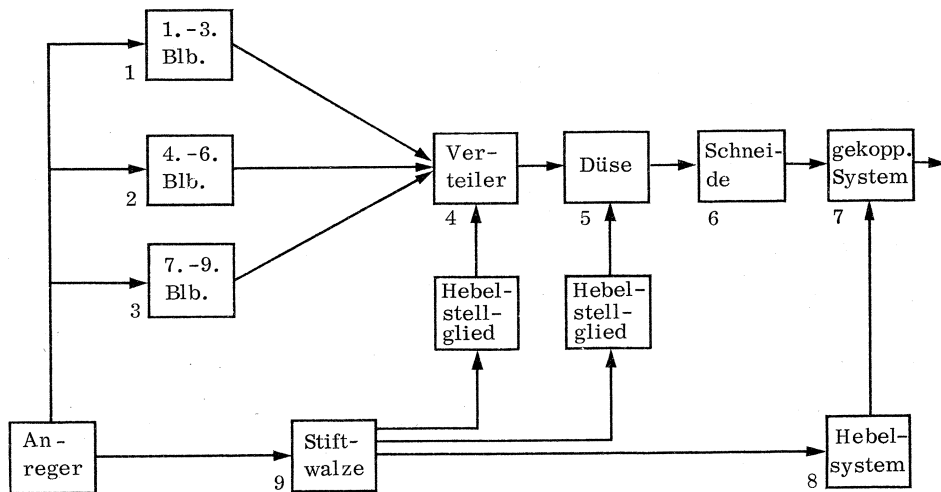 1.-3.
Blb.
1
4.-6.
Blb.
2
7.-9.
Blb.
3
Ver-
teiler
4
Düse
5
Schnei-
de
6
gekopp.
System
7
Hebel-
stell-
glied
Hebel-
stell-
glied
An-
reger
Stift-
walze
9
Hebel-
system
8